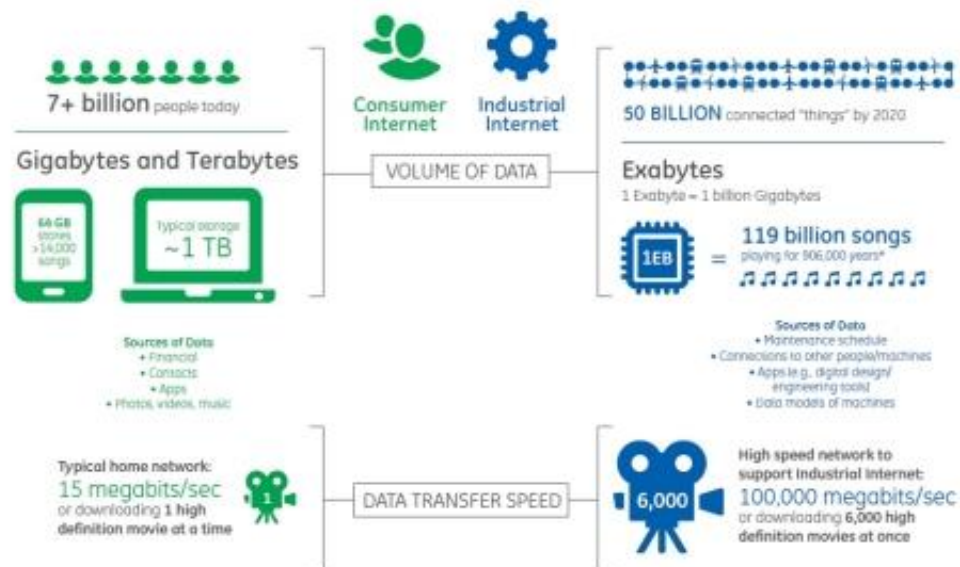 7+ billion people today
Consumer
Internet
Industrial
Internet
50 BILLION connected "things" by 2020
Gigabytes and Terabytes
VOLUME OF DATA
Exabytes
1 Exabyte = 1 billion Gigabytes
64 GB
stores
>14,000
songs
Typical storage
~1 TB
1EB
=
119 billion songs
playing for 906,000 years*
Sources of Data
• Financial
• Contacts
• Apps
• Photos, videos, music
Sources of Data
• Maintenance schedule
• Connections to other people/machines
• Apps (e.g., digital design/
engineering tools)
• Data models of machines
Typical home network:
15 megabits/sec
or downloading 1 high
definition movie at a time
1
DATA TRANSFER SPEED
6,000
High speed network to
support Industrial Internet:
100,000 megabits/sec
or downloading 6,000 high
definition movies at once